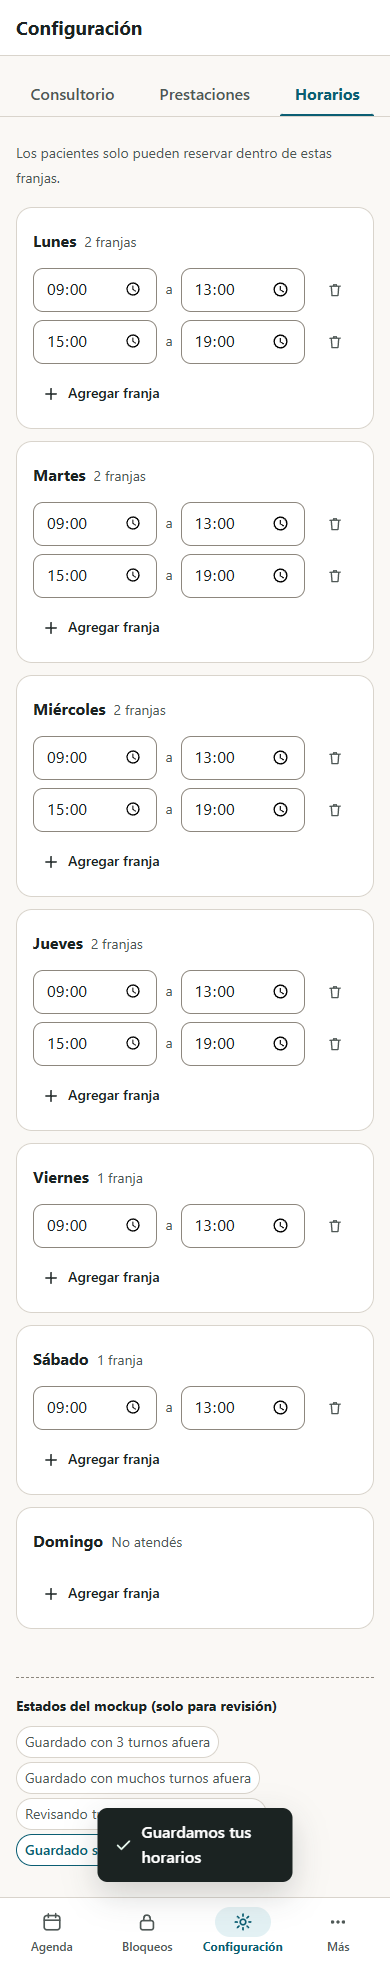 Configuración
Consultorio Prestaciones Horarios
Los pacientes solo pueden reservar dentro de estas
franjas.
Lunes 2 franjas
09:00 a 13:00
15:00 a 19:00
+ Agregar franja
Martes 2 franjas
09:00 a 13:00
15:00 a 19:00
+ Agregar franja
Miércoles 2 franjas
09:00 a 13:00
15:00 a 19:00
+ Agregar franja
Jueves 2 franjas
09:00 a 13:00
15:00 a 19:00
+ Agregar franja
Viernes 1 franja
09:00 a 13:00
+ Agregar franja
Sábado 1 franja
09:00 a 13:00
+ Agregar franja
Domingo No atendés
+ Agregar franja
Estados del mockup (solo para revisión)
Guardado con 3 turnos afuera
Guardado con muchos turnos afuera
Revisando
Guardado
Guardamos tus
horarios
Agenda Bloqueos Configuración Más